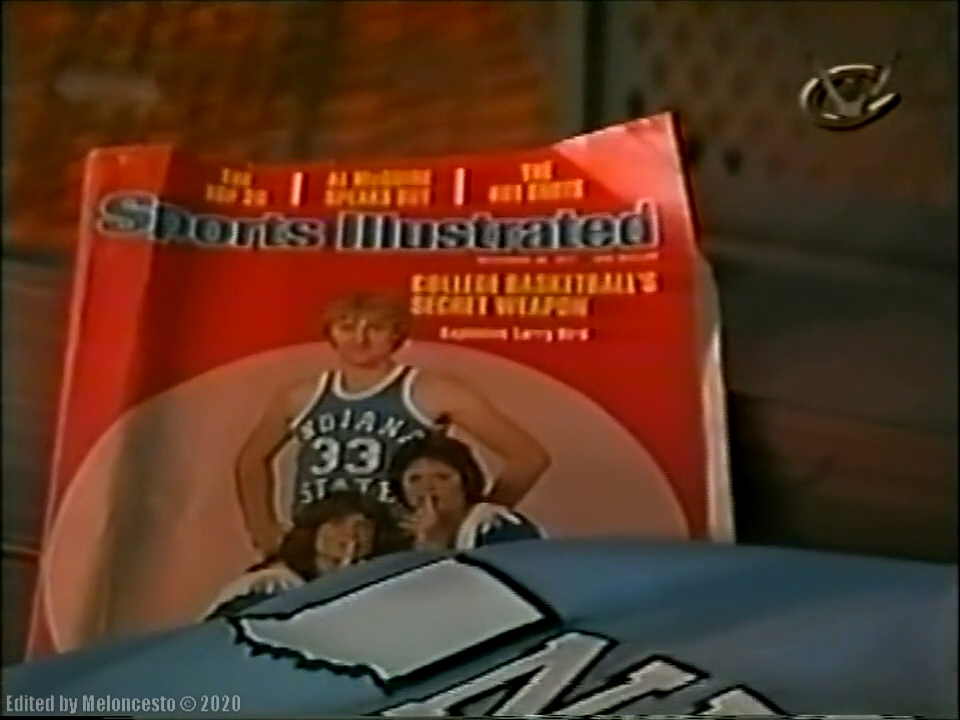 THE TOP 20
AL McGUIRE SPEAKS OUT
THE HOT SHOTS
Sports Illustrated
COLLEGE BASKETBALL'S
SECRET WEAPON
Larry Bird
INDIANA
33
STATE
Edited by Meloncesto © 2020